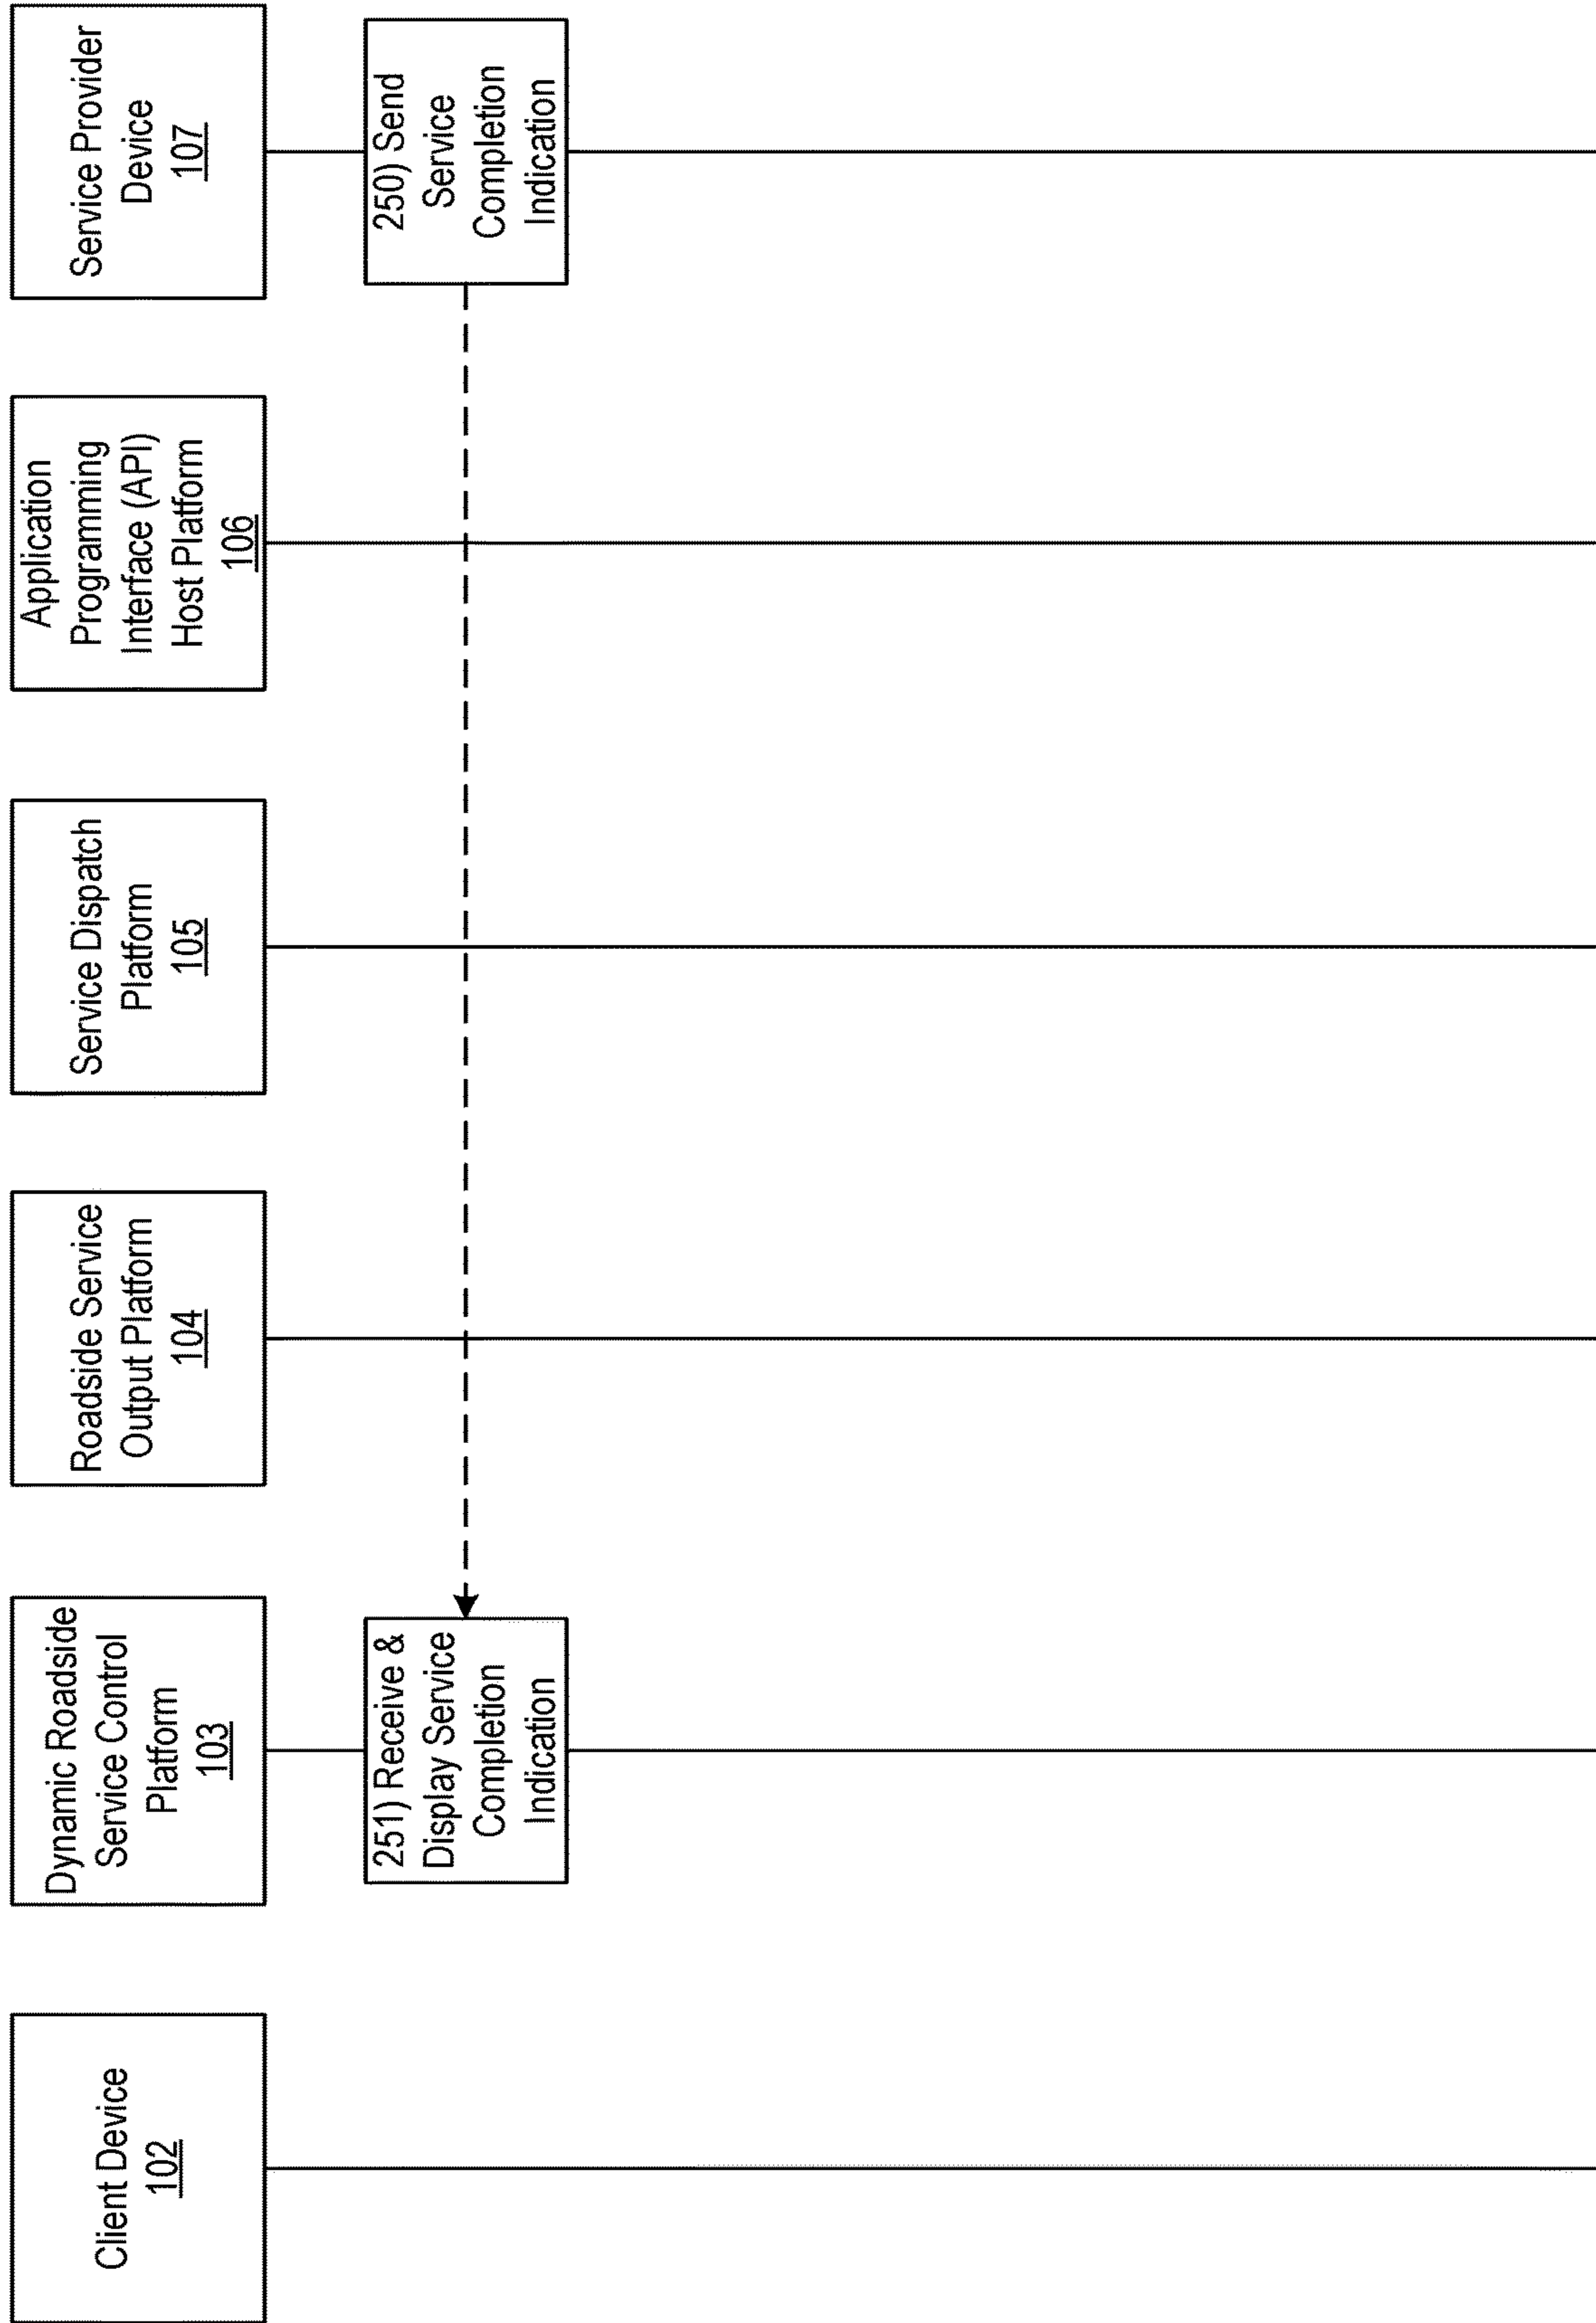 Client Device
102
Dynamic Roadside
Service Control
Platform
103
Roadside Service
Output Platform
104
Service Dispatch
Platform
105
Application
Programming
Interface (API)
Host Platform
106
Service Provider
Device
107
250) Send
Service
Completion
Indication
251) Receive &
Display Service
Completion
Indication